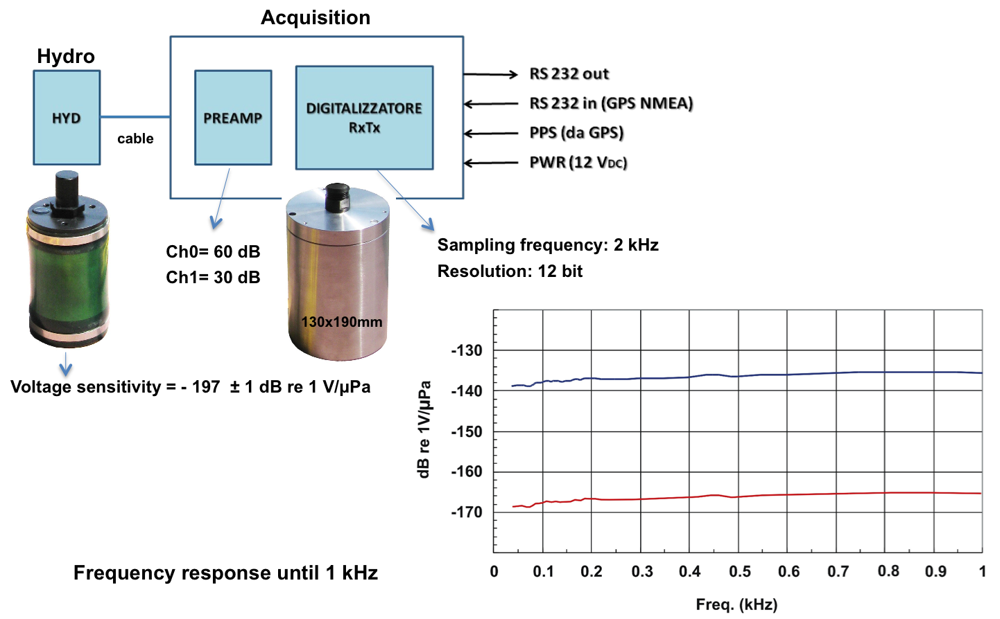 Acquisition
Hydro
HYD
cable
PREAMP
DIGITALIZZATORE
RxTx
RS 232 out
RS 232 in (GPS NMEA)
PPS (da GPS)
PWR (12 VDC)
Ch0= 60 dB
Ch1= 30 dB
130x190mm
Sampling frequency: 2 kHz
Resolution: 12 bit
Voltage sensitivity = - 197 ± 1 dB re 1 V/µPa
dB re 1V/µPa
-130
-140
-150
-160
-170
0 0.1 0.2 0.3 0.4 0.5 0.6 0.7 0.8 0.9 1
Freq. (kHz)
Frequency response until 1 kHz